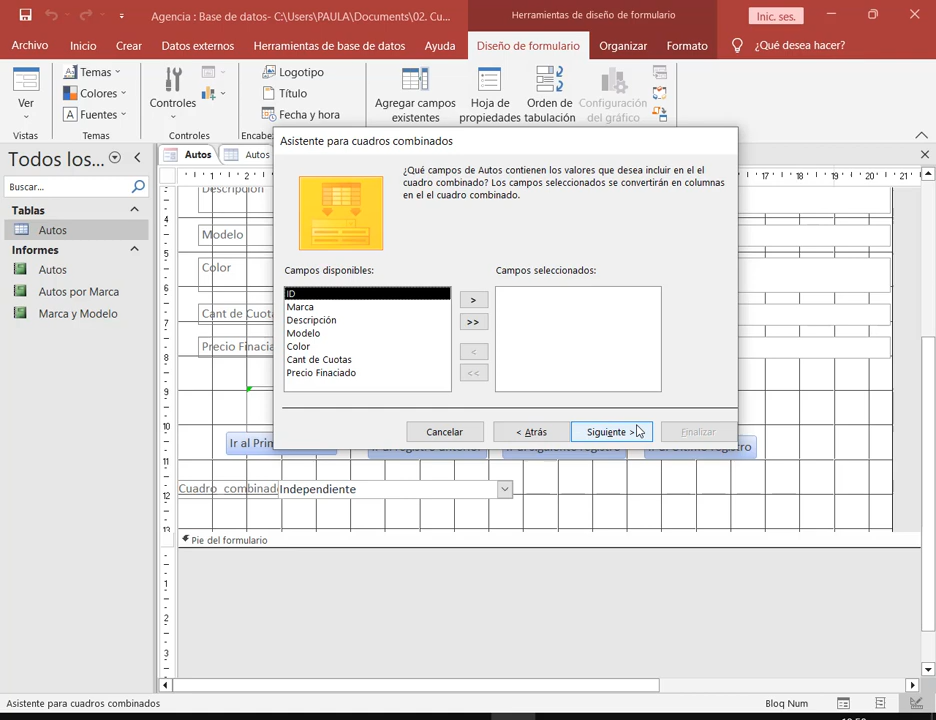 Agencia : Base de datos- C:\Users\PAULA\Documents\02. Cu...
Herramientas de diseño de formulario
Inic. ses.
Archivo
Inicio
Crear
Datos externos
Herramientas de base de datos
Ayuda
Diseño de formulario
Organizar
Formato
¿Qué desea hacer?
Ver
Vistas
Temas
Colores
Fuentes
Temas
Controles
Controles
Logotipo
Título
Fecha y hora
Encabe
Agregar campos
existentes
Hoja de
propiedades
Orden de
tabulación
Configuración
del gráfico
Todos los...
Buscar...
Tablas
Autos
Informes
Autos
Autos por Marca
Marca y Modelo
Autos
Autos
Descripción
Modelo
Color
Cant de Cuotas
Precio Finaciad
Ir al Prim
Cuadro_combinad
Independiente
Pie del formulario
Asistente para cuadros combinados
¿Qué campos de Autos contienen los valores que desea incluir en el el
cuadro combinado? Los campos seleccionados se convertirán en columnas
en el el cuadro combinado.
Campos disponibles:
Campos seleccionados:
ID
Marca
Descripción
Modelo
Color
Cant de Cuotas
Precio Finaciado
>
>>
<
<<
Cancelar
< Atrás
Siguiente >
Finalizar
Asistente para cuadros combinados
Bloq Num